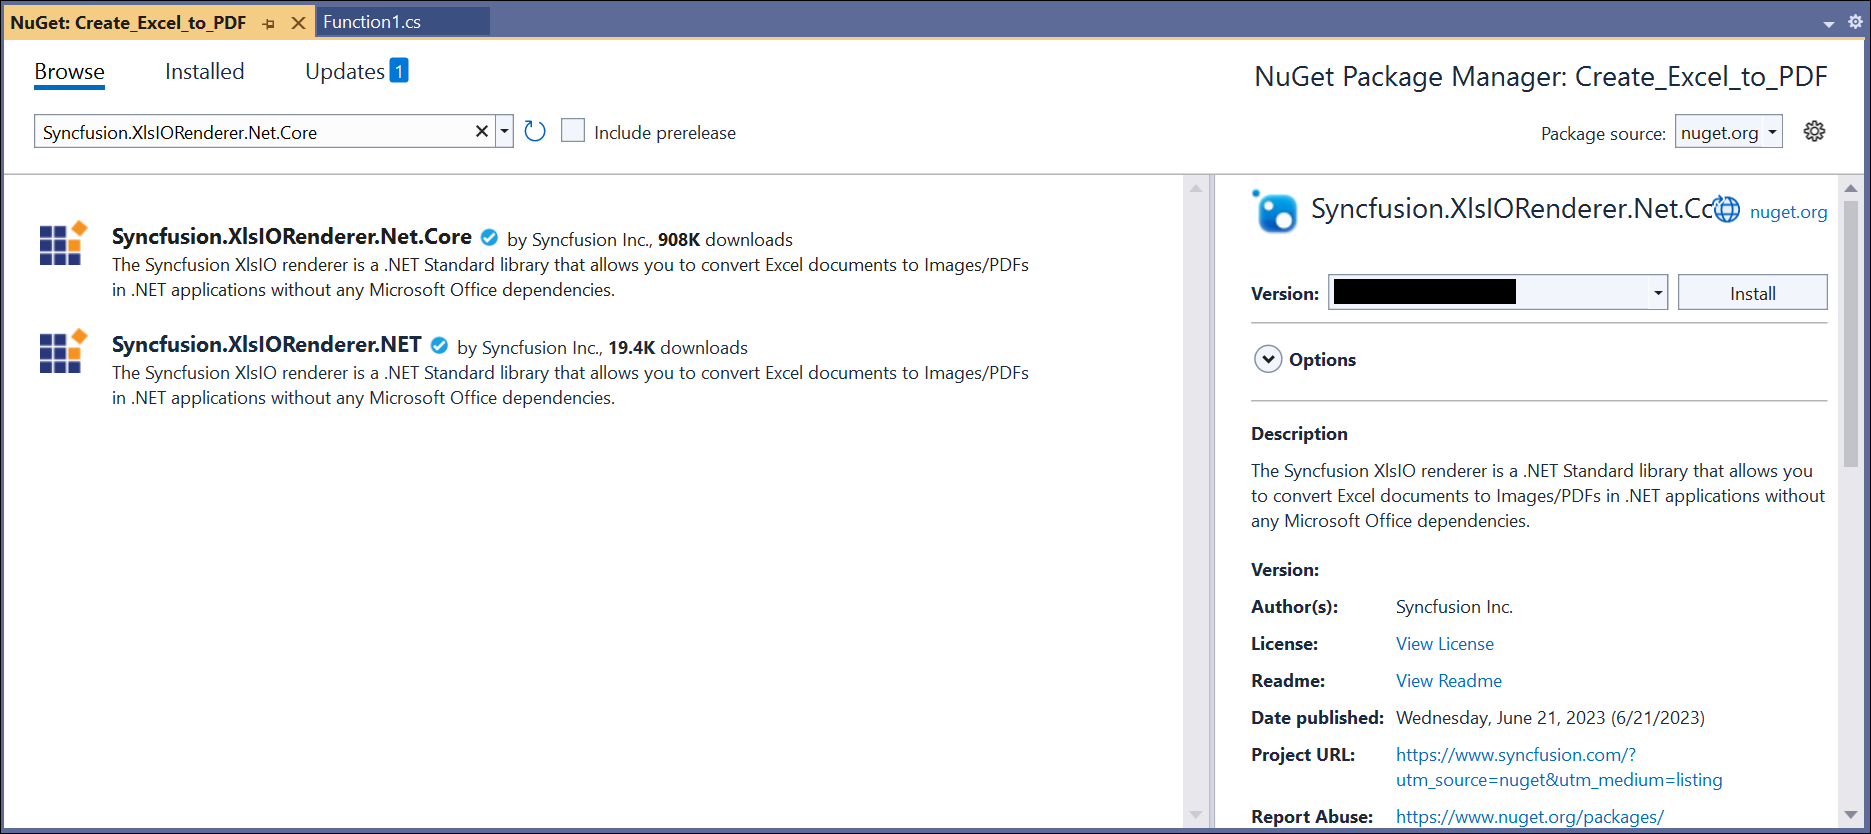 NuGet: Create_Excel_to_PDF
Function1.cs
Browse
Installed
Updates 1
NuGet Package Manager: Create_Excel_to_PDF
Syncfusion.XlsIORenderer.Net.Core
Include prerelease
Package source: nuget.org
Syncfusion.XlsIORenderer.Net.Core by Syncfusion Inc., 908K downloads
The Syncfusion XlsIO renderer is a .NET Standard library that allows you to convert Excel documents to Images/PDFs
in .NET applications without any Microsoft Office dependencies.
Syncfusion.XlsIORenderer.NET by Syncfusion Inc., 19.4K downloads
The Syncfusion XlsIO renderer is a .NET Standard library that allows you to convert Excel documents to Images/PDFs
in .NET applications without any Microsoft Office dependencies.
Syncfusion.XlsIORenderer.Net.Cc nuget.org
Version:
Install
Options
Description
The Syncfusion XlsIO renderer is a .NET Standard library that allows you
to convert Excel documents to Images/PDFs in .NET applications without
any Microsoft Office dependencies.
Version:
Author(s): Syncfusion Inc.
License: View License
Readme: View Readme
Date published: Wednesday, June 21, 2023 (6/21/2023)
Project URL: https://www.syncfusion.com/?
utm_source=nuget&utm_medium=listing
Report Abuse: https://www.nuget.org/packages/